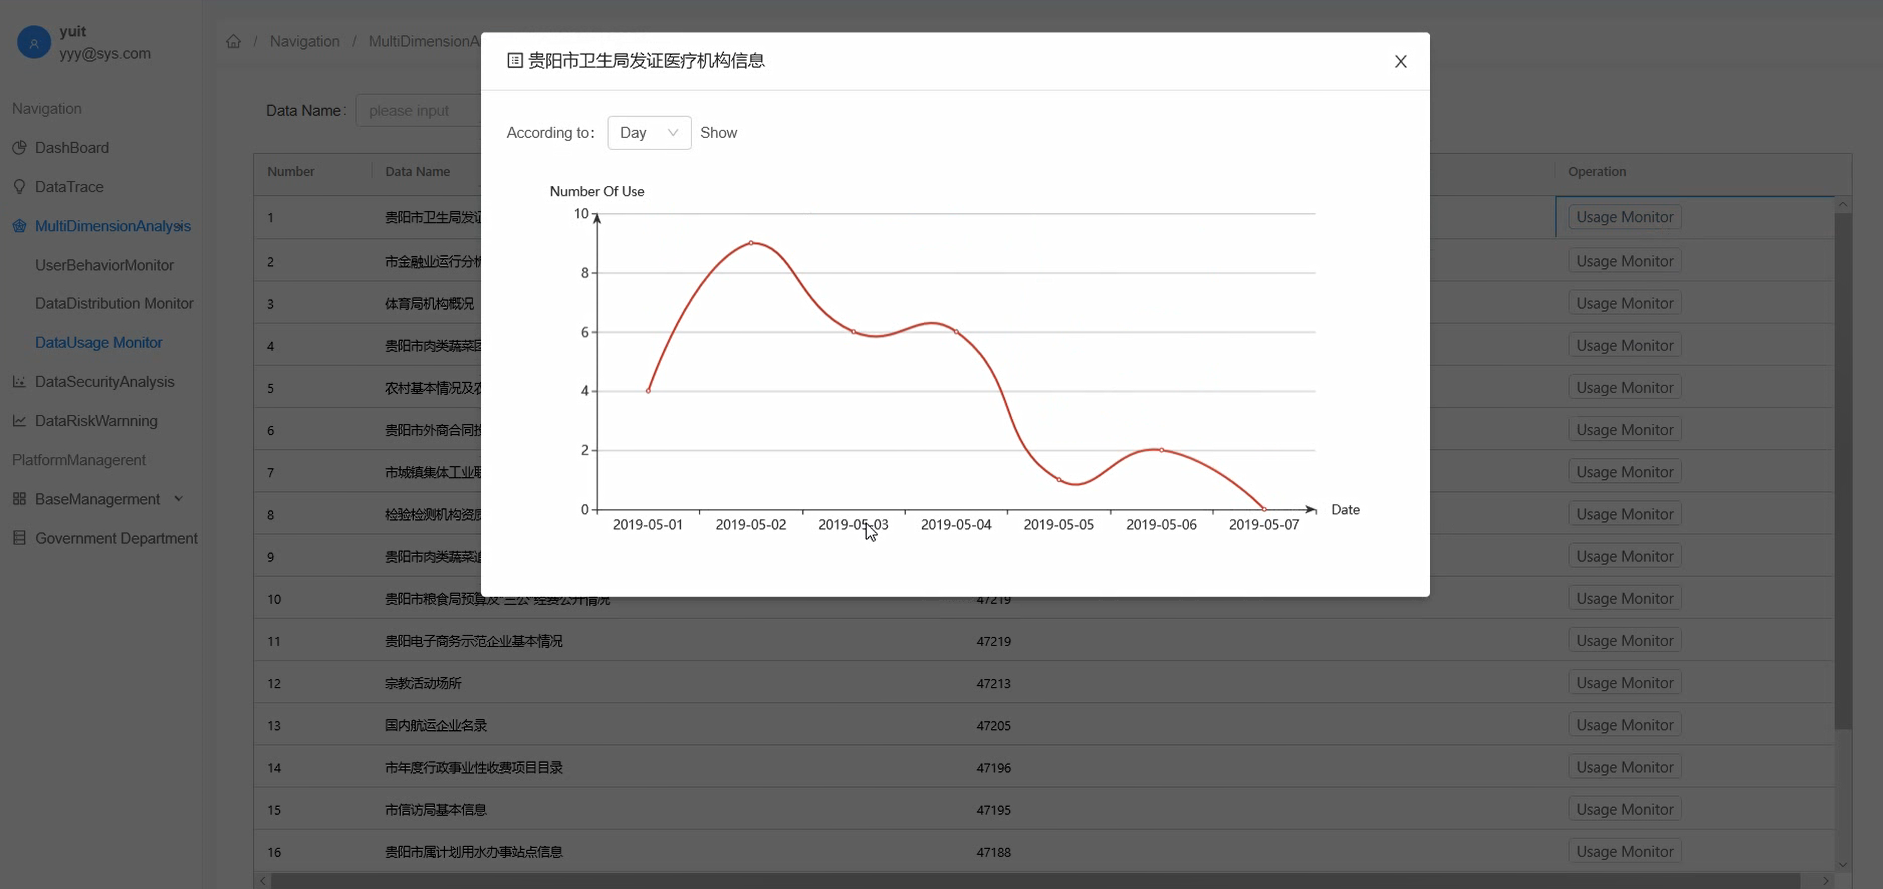 yuit
yyy@sys.com
Navigation
DashBoard
DataTrace
MultiDimensionAnalysis
UserBehaviorMonitor
DataDistribution Monitor
DataUsage Monitor
DataSecurityAnalysis
DataRiskWarnning
PlatformManagerent
BaseManagerment
Government Department
/ Navigation / MultiDimensionA
Data Name: please input
贵阳市卫生局发证医疗机构信息
According to: Day Show
Number Of Use
10
8
6
4
2
0
2019-05-01 2019-05-02 2019-05-03 2019-05-04 2019-05-05 2019-05-06 2019-05-07
Date
Number Data Name Operation
1 贵阳市卫生局发证 Usage Monitor
2 市金融业运行分析 Usage Monitor
3 体育局机构概况 Usage Monitor
4 贵阳市肉类蔬菜 Usage Monitor
5 农村基本情况及农 Usage Monitor
6 贵阳市外商合同 Usage Monitor
7 市城镇集体工业 Usage Monitor
8 检验检测机构资质 Usage Monitor
9 贵阳市肉类蔬菜追 Usage Monitor
10 贵阳市粮食局预算及“三公”经费公开情况 47219 Usage Monitor
11 贵阳电子商务示范企业基本情况 47219 Usage Monitor
12 宗教活动场所 47213 Usage Monitor
13 国内航运企业名录 47205 Usage Monitor
14 市年度行政事业性收费项目目录 47196 Usage Monitor
15 市信访局基本信息 47195 Usage Monitor
16 贵阳市属计划用水办事站点信息 47188 Usage Monitor